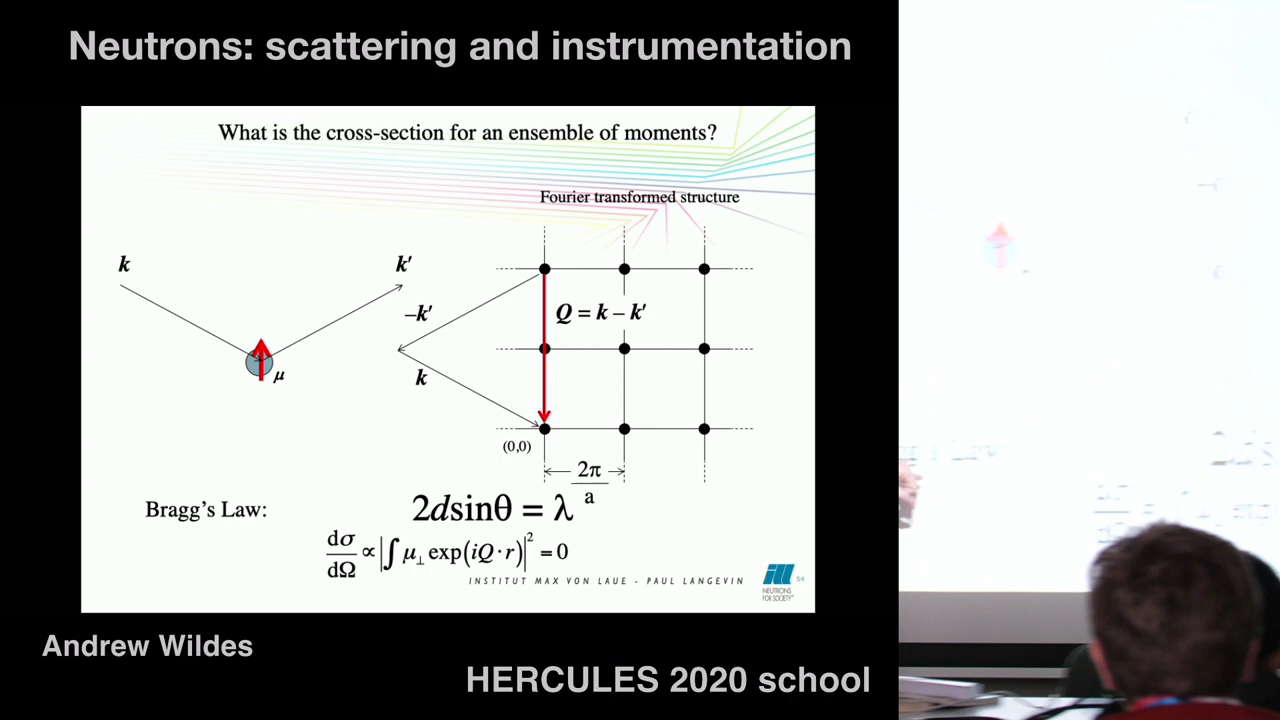 Neutrons: scattering and instrumentation
What is the cross-section for an ensemble of moments?
Fourier transformed structure
k
k′
–k′
Q = k – k′
μ
k
(0,0)
2π
a
Bragg's Law:
2dsinθ = λ
dσ
dΩ
∝ |∫ μ⊥ exp(iQ · r)|² = 0
INSTITUT MAX VON LAUE - PAUL LANGEVIN
ill
NEUTRONS
FOR SOCIETY
54
Andrew Wildes
HERCULES 2020 school